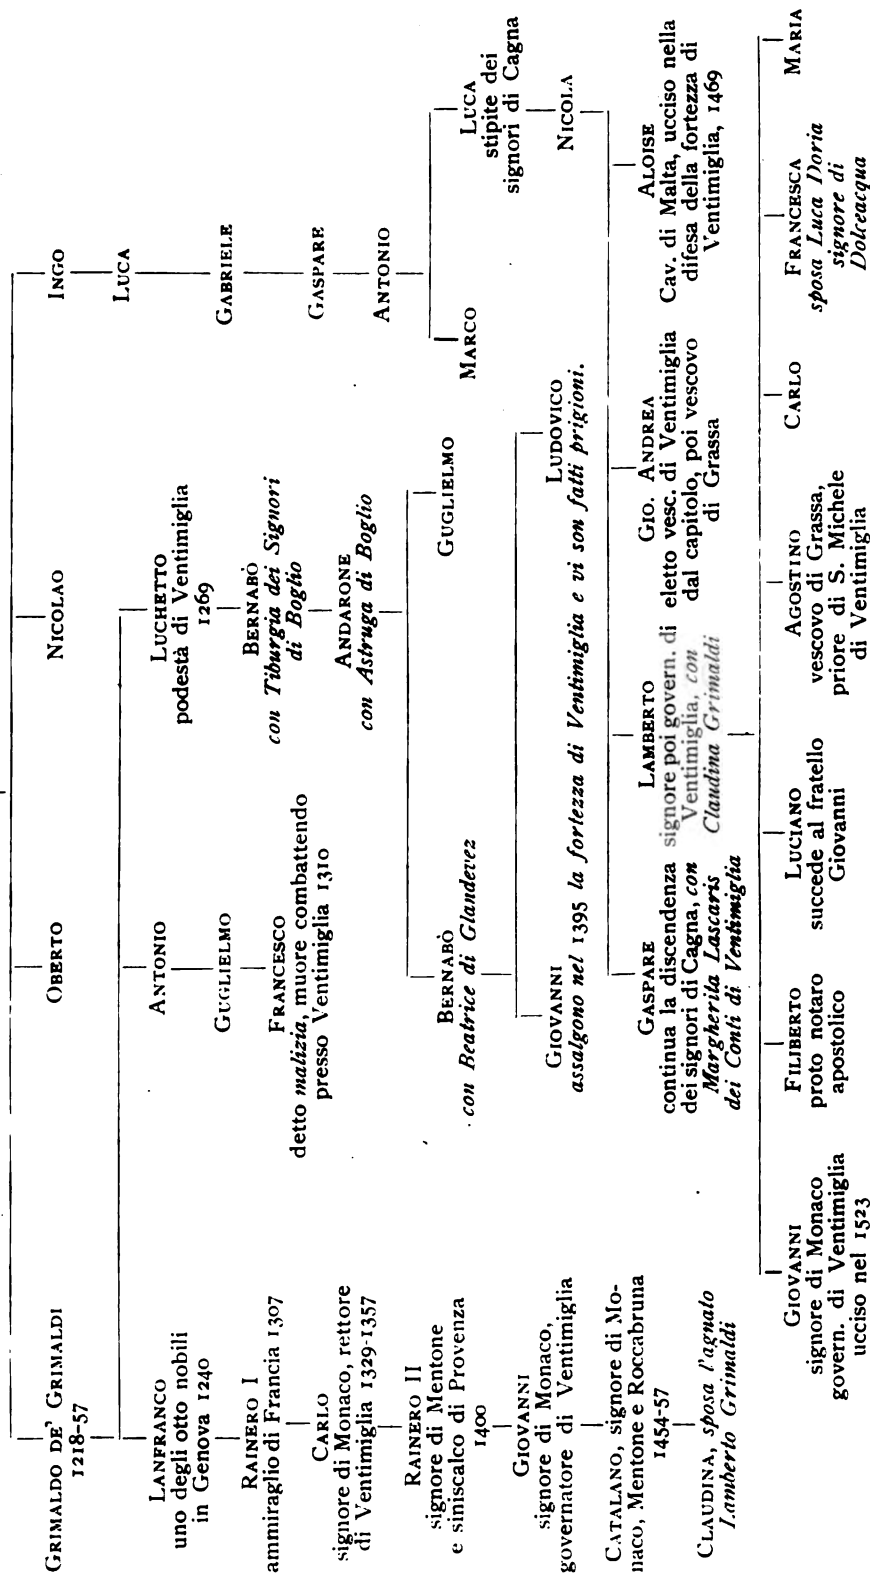 GRIMALDO DE' GRIMALDI
1218-57
OBERTO
NICOLAO
INGO
LANFRANCO
uno degli otto nobili
in Genova 1240
ANTONIO
LUCHETTO
podestà di Ventimiglia
1269
LUCA
RAINERO I
ammiraglio di Francia 1307
GUGLIELMO
BERNABÒ
con Tiburgia dei Signori
di Boglio
GABRIELE
CARLO
signore di Monaco, rettore
di Ventimiglia 1329-1357
FRANCESCO
detto malizia, muore combattendo
presso Ventimiglia 1310
ANDARONE
con Astruga di Boglio
GASPARE
ANTONIO
RAINERO II
signore di Mentone
e siniscalco di Provenza
1400
BERNABÒ
con Beatrice di Glandevez
GUGLIELMO
MARCO
LUCA
stipite dei
signori di Cagna
GIOVANNI
signore di Monaco,
governatore di Ventimiglia
GIOVANNI
LUDOVICO
assalgono nel 1395 la fortezza di Ventimiglia e vi son fatti prigioni.
NICOLA
CATALANO, signore di Mo-
naco, Mentone e Roccabruna
1454-57
GASPARE
continua la discendenza
dei signori di Cagna, con
Margherita Lascaris
dei Conti di Ventimiglia
LAMBERTO
signore poi govern. di
Ventimiglia, con
Claudina Grimaldi
GIO. ANDREA
eletto vesc. di Ventimiglia
dal capitolo, poi vescovo
di Grassa
ALOISE
Cav. di Malta, ucciso nella
difesa della fortezza di
Ventimiglia, 1469
CLAUDINA, sposa l'agnato
Lamberto Grimaldi
GIOVANNI
signore di Monaco
govern. di Ventimiglia
ucciso nel 1523
FILIBERTO
proto notaro
apostolico
LUCIANO
succede al fratello
Giovanni
AGOSTINO
vescovo di Grassa,
priore di S. Michele
di Ventimiglia
CARLO
FRANCESCA
sposa Luca Doria
signore di
Dolceacqua
MARIA